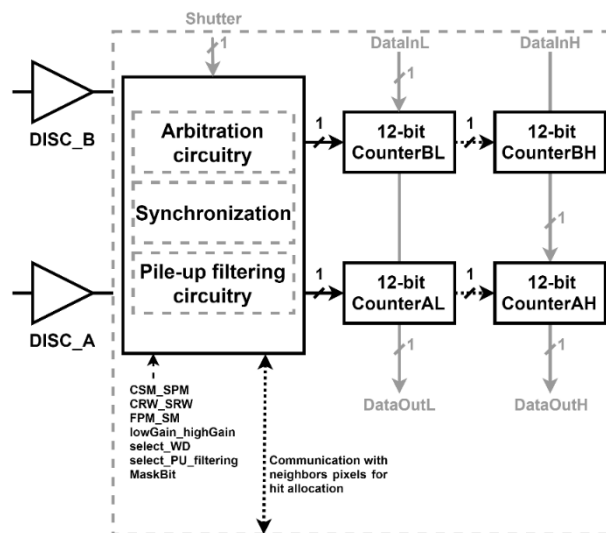 Shutter
DataInL
DataInH
1
1
DISC_B
Arbitration
circuitry
1
12-bit
CounterBL
1
12-bit
CounterBH
Synchronization
1
DISC_A
Pile-up filtering
circuitry
1
12-bit
CounterAL
1
12-bit
CounterAH
1
1
DataOutL
DataOutH
CSM_SPM
CRW_SRW
FPM_SM
lowGain_highGain
select_WD
select_PU_filtering
MaskBit
Communication with
neighbors pixels for
hit allocation